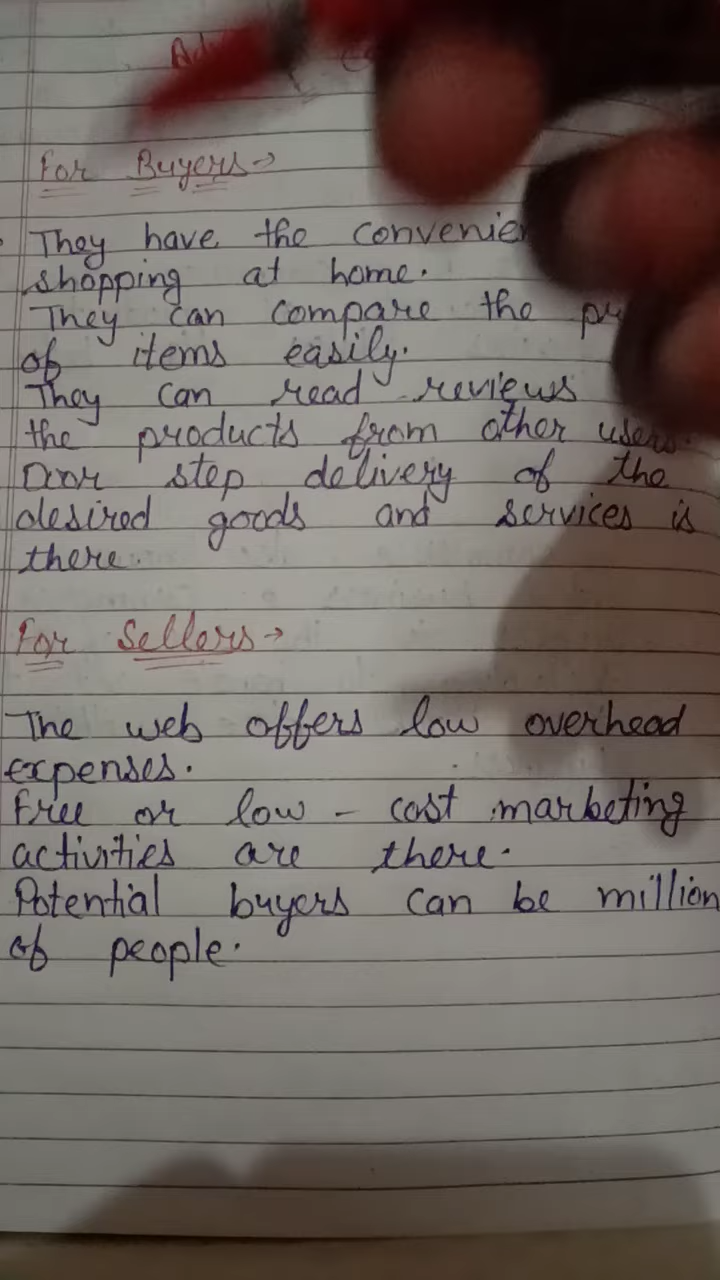 For Buyers→
They have the
shopping at home.
They can compare the
of items easily.
They can read reviews
the products from other users.
Door step delivery of the
desired goods and services is
there.
For Sellers→
The web offers low overhead
expenses.
Free or low - cost marketing
activities are there.
Potential buyers can be million
of people.